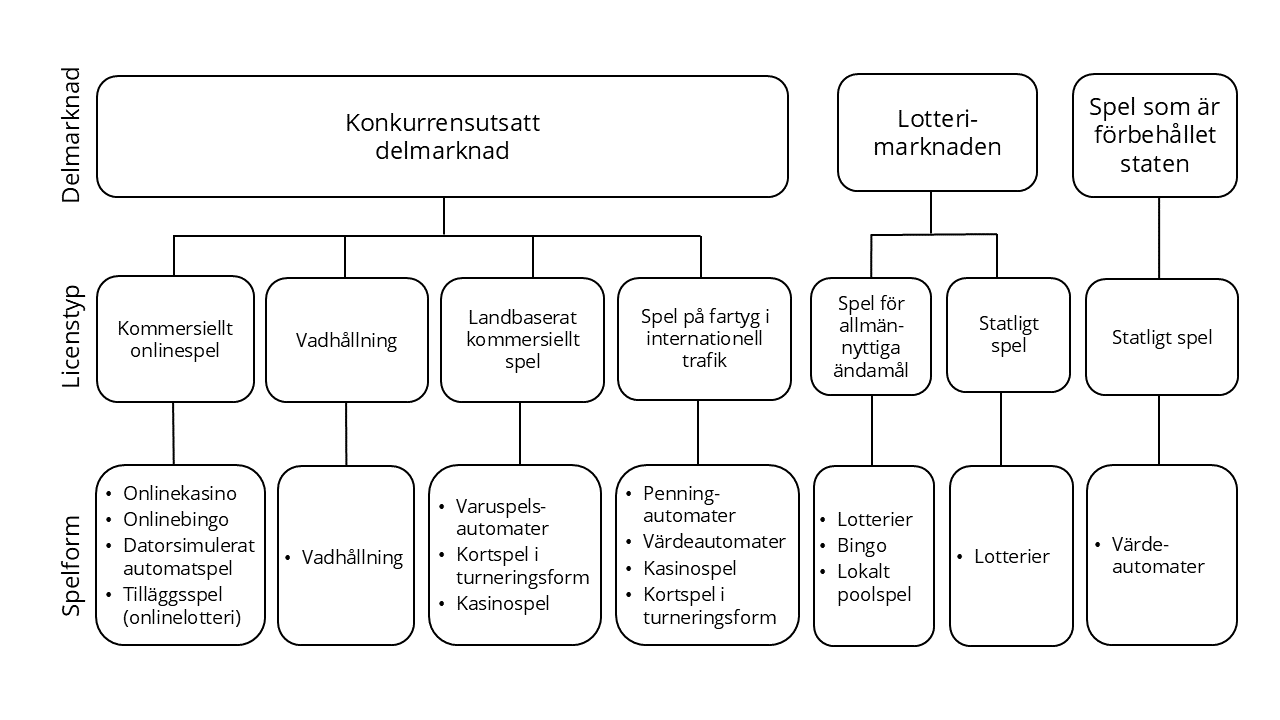 Delmarknad
Konkurrensutsatt
delmarknad
Lotteri-
marknaden
Spel som är
förbehållet
staten
Licenstyp
Kommersiellt
onlinespel
Vadhållning
Landbaserat
kommersiellt
spel
Spel på fartyg i
internationell
trafik
Spel för
allmän-
nyttiga
ändamål
Statligt
spel
Statligt spel
Spelform
• Onlinekasino
• Onlinebingo
• Datorsimulerat
automatspel
• Tilläggsspel
(onlinelotteri)
• Vadhållning
• Varuspels-
automater
• Kortspel i
turneringsform
• Kasinospel
• Penning-
automater
• Värdeautomater
• Kasinospel
• Kortspel i
turneringsform
• Lotterier
• Bingo
• Lokalt
poolspel
• Lotterier
• Värde-
automater